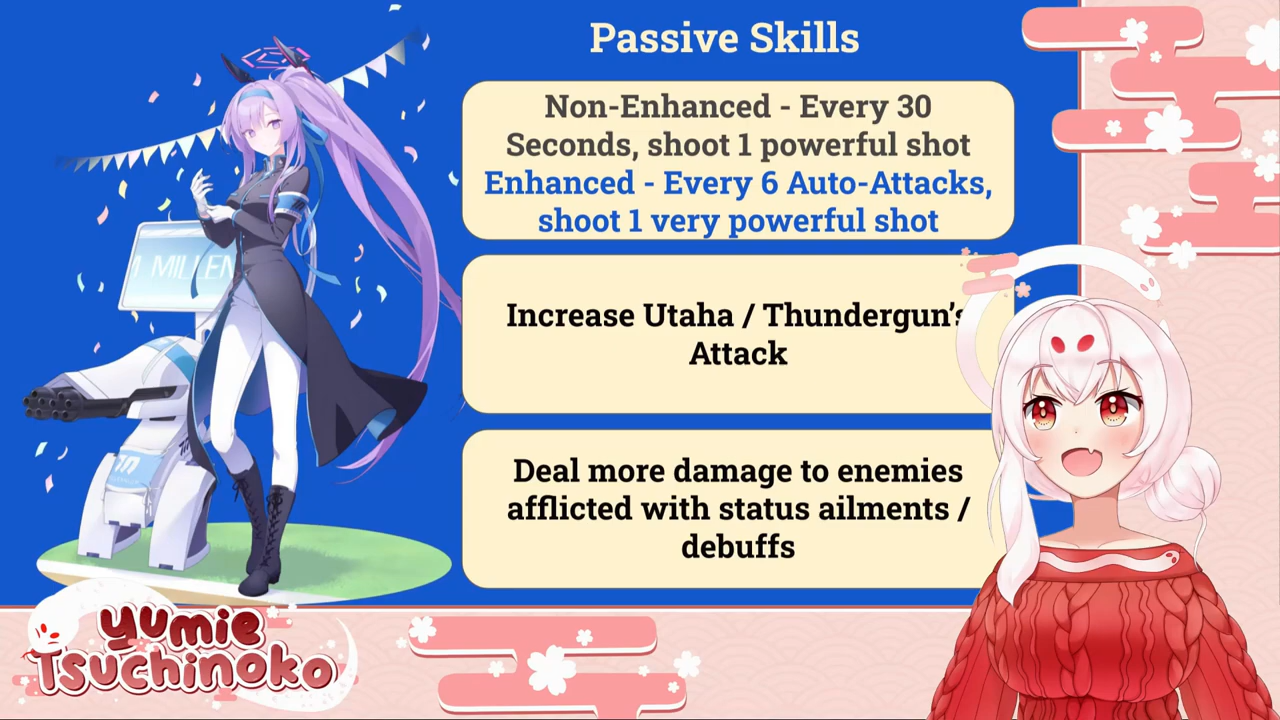 Passive Skills
Non-Enhanced - Every 30
Seconds, shoot 1 powerful shot
Enhanced - Every 6 Auto-Attacks,
shoot 1 very powerful shot
Increase Utaha / Thundergun's
Attack
Deal more damage to enemies
afflicted with status ailments /
debuffs
MILLEN
yumie
Tsuchinoko